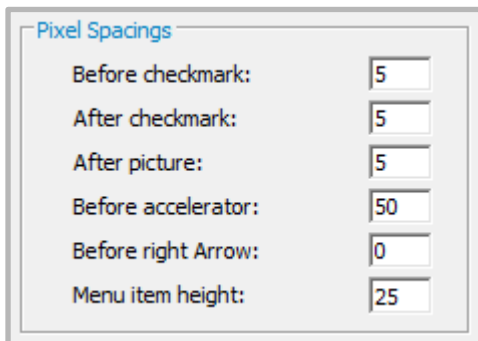 Pixel Spacings
Before checkmark: 5
After checkmark: 5
After picture: 5
Before accelerator: 50
Before right Arrow: 0
Menu item height: 25